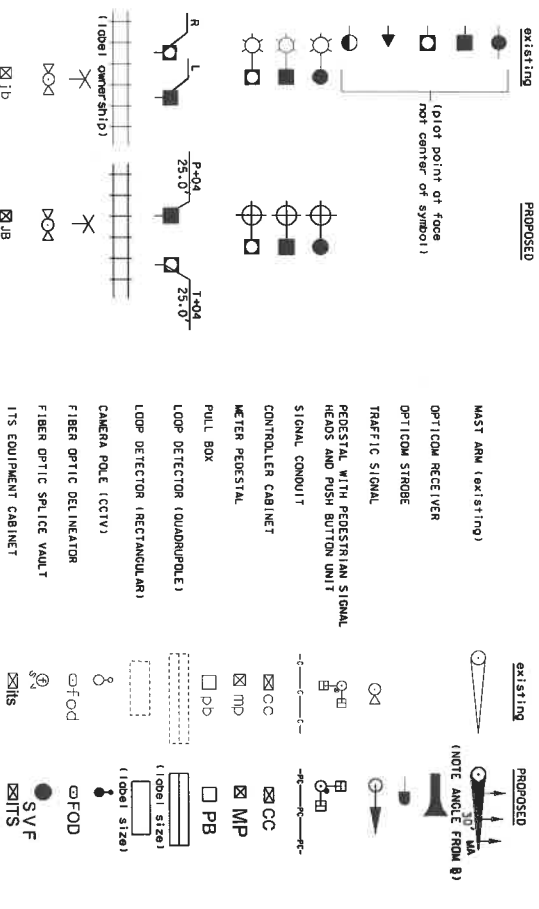 existing
PROPOSED
(plot point at face
not center of symbol)
R
L
P+04
25.0'
T+04
25.0'
(label ownership)
jb
JB
existing
PROPOSED
MAST ARM (existing)
30' MA
(NOTE ANGLE FROM ℄)
OPTICOM RECEIVER
OPTICOM STROBE
TRAFFIC SIGNAL
PEDESTAL WITH PEDESTRIAN SIGNAL
HEADS AND PUSH BUTTON UNIT
SIGNAL CONDUIT
-C-C-C-
-PC-PC-PC-
CONTROLLER CABINET
cc
CC
METER PEDESTAL
mp
MP
PULL BOX
pb
PB
LOOP DETECTOR (QUADRUPOLE)
(label size)
LOOP DETECTOR (RECTANGULAR)
(label size)
CAMERA POLE (CCTV)
FIBER OPTIC DELINEATOR
fod
FOD
FIBER OPTIC SPLICE VAULT
f
svf
SVF
ITS EQUIPMENT CABINET
its
ITS